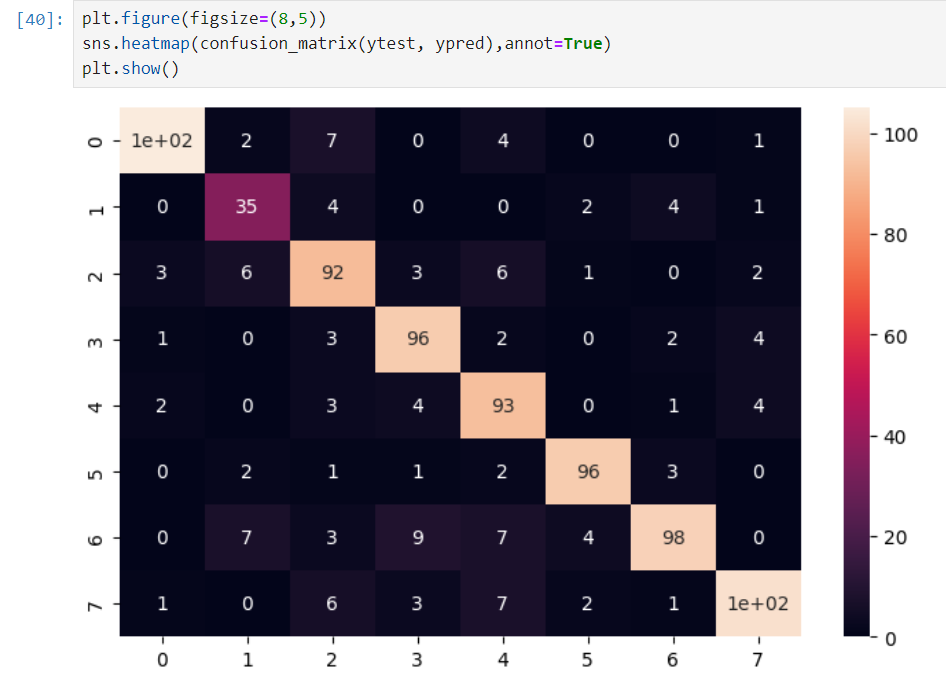 [40]: plt.figure(figsize=(8,5))
sns.heatmap(confusion_matrix(ytest, ypred),annot=True)
plt.show()
0 1e+02 2 7 0 4 0 0 1
1 0 35 4 0 0 2 4 1
2 3 6 92 3 6 1 0 2
3 1 0 3 96 2 0 2 4
4 2 0 3 4 93 0 1 4
5 0 2 1 1 2 96 3 0
6 0 7 3 9 7 4 98 0
7 1 0 6 3 7 2 1 1e+02
0 1 2 3 4 5 6 7
100
80
60
40
20
0